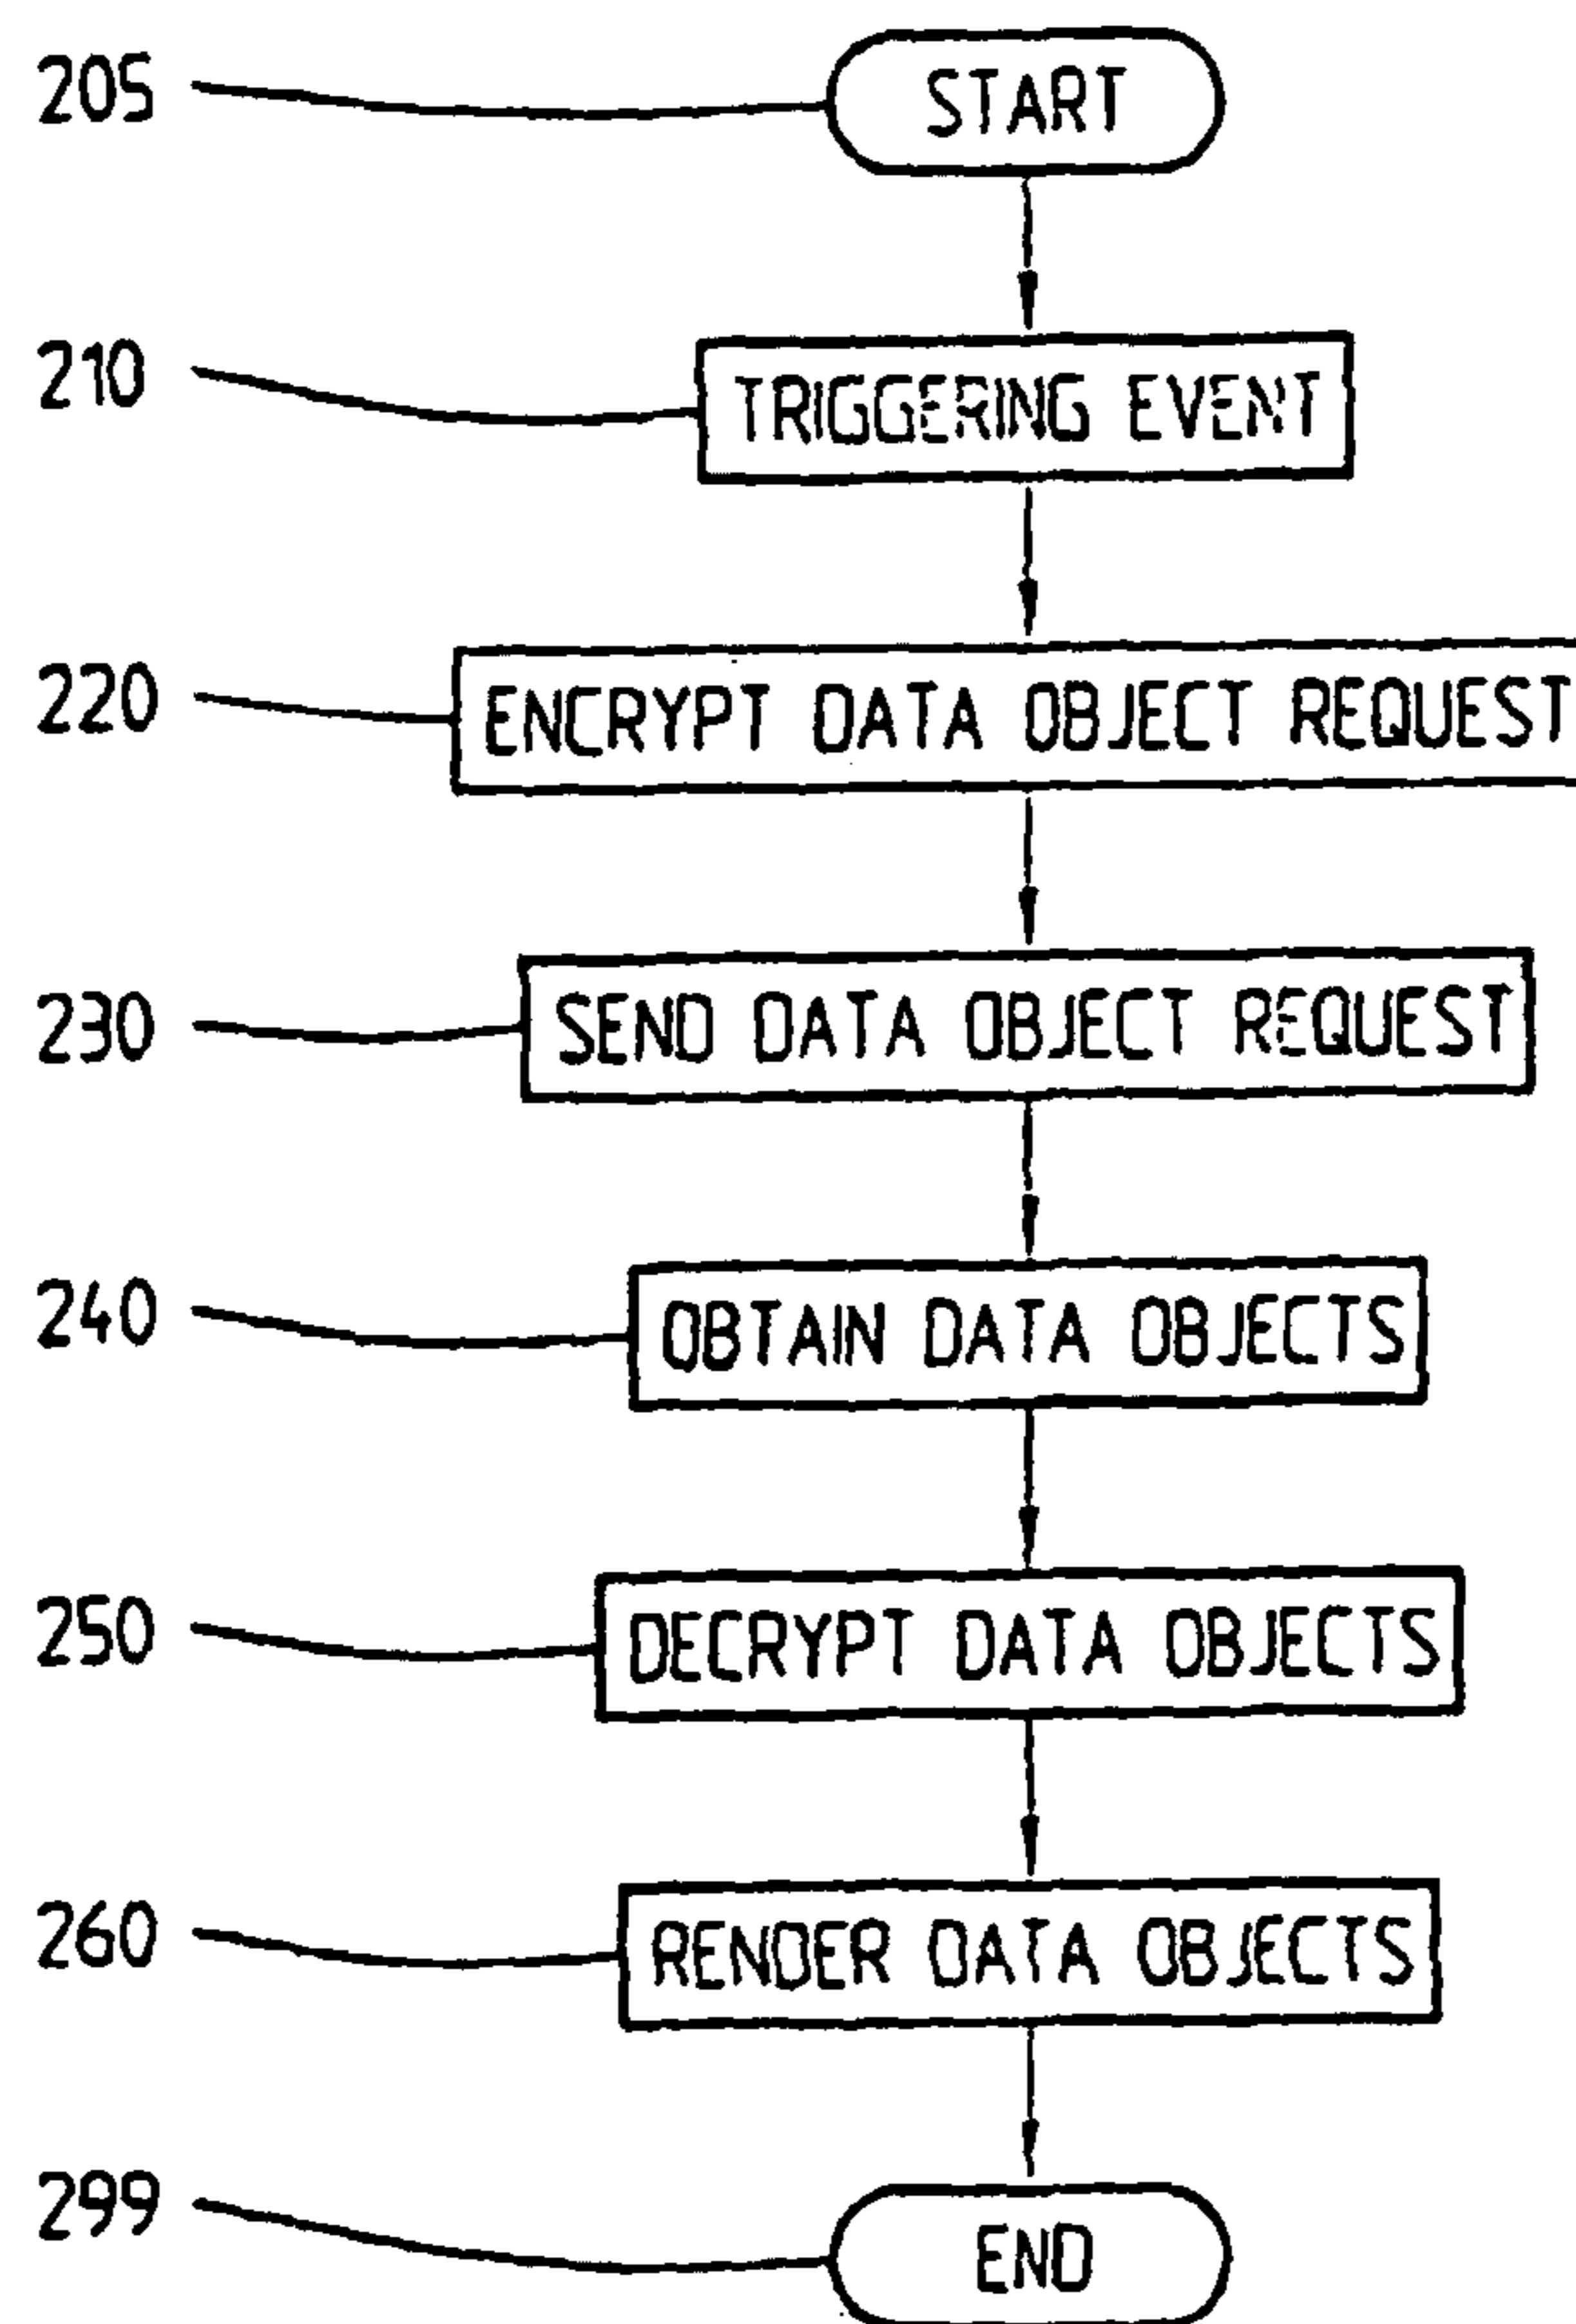 205 START
210 TRIGGERING EVENT
220 ENCRYPT DATA OBJECT REQUEST
230 SEND DATA OBJECT REQUEST
240 OBTAIN DATA OBJECTS
250 DECRYPT DATA OBJECTS
260 RENDER DATA OBJECTS
299 END